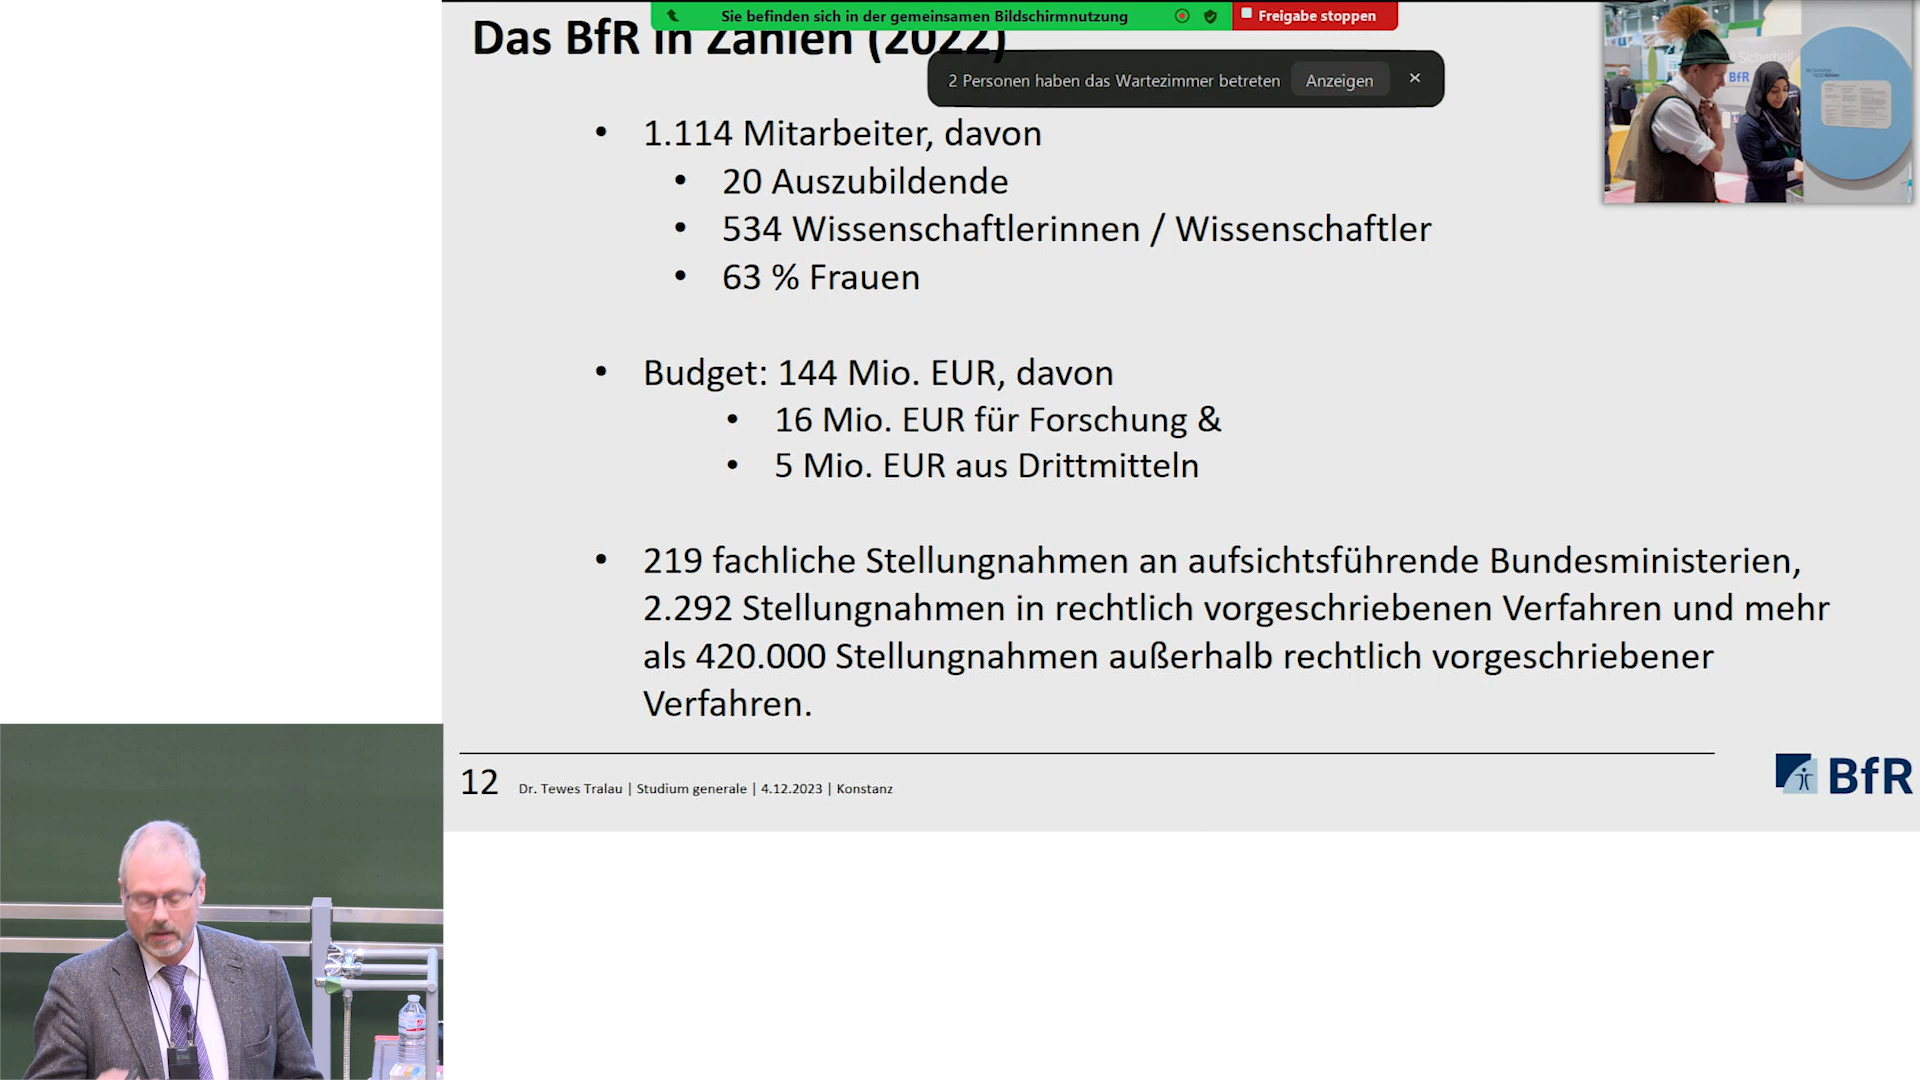 Sie befinden sich in der gemeinsamen Bildschirmnutzung
Freigabe stoppen
Das BfR in Zahlen (2022)
2 Personen haben das Wartezimmer betreten
Anzeigen
BfR
• 1.114 Mitarbeiter, davon
• 20 Auszubildende
• 534 Wissenschaftlerinnen / Wissenschaftler
• 63 % Frauen
• Budget: 144 Mio. EUR, davon
• 16 Mio. EUR für Forschung &
• 5 Mio. EUR aus Drittmitteln
• 219 fachliche Stellungnahmen an aufsichtsführende Bundesministerien,
2.292 Stellungnahmen in rechtlich vorgeschriebenen Verfahren und mehr
als 420.000 Stellungnahmen außerhalb rechtlich vorgeschriebener
Verfahren.
12
Dr. Tewes Tralau | Studium generale | 4.12.2023 | Konstanz
BfR